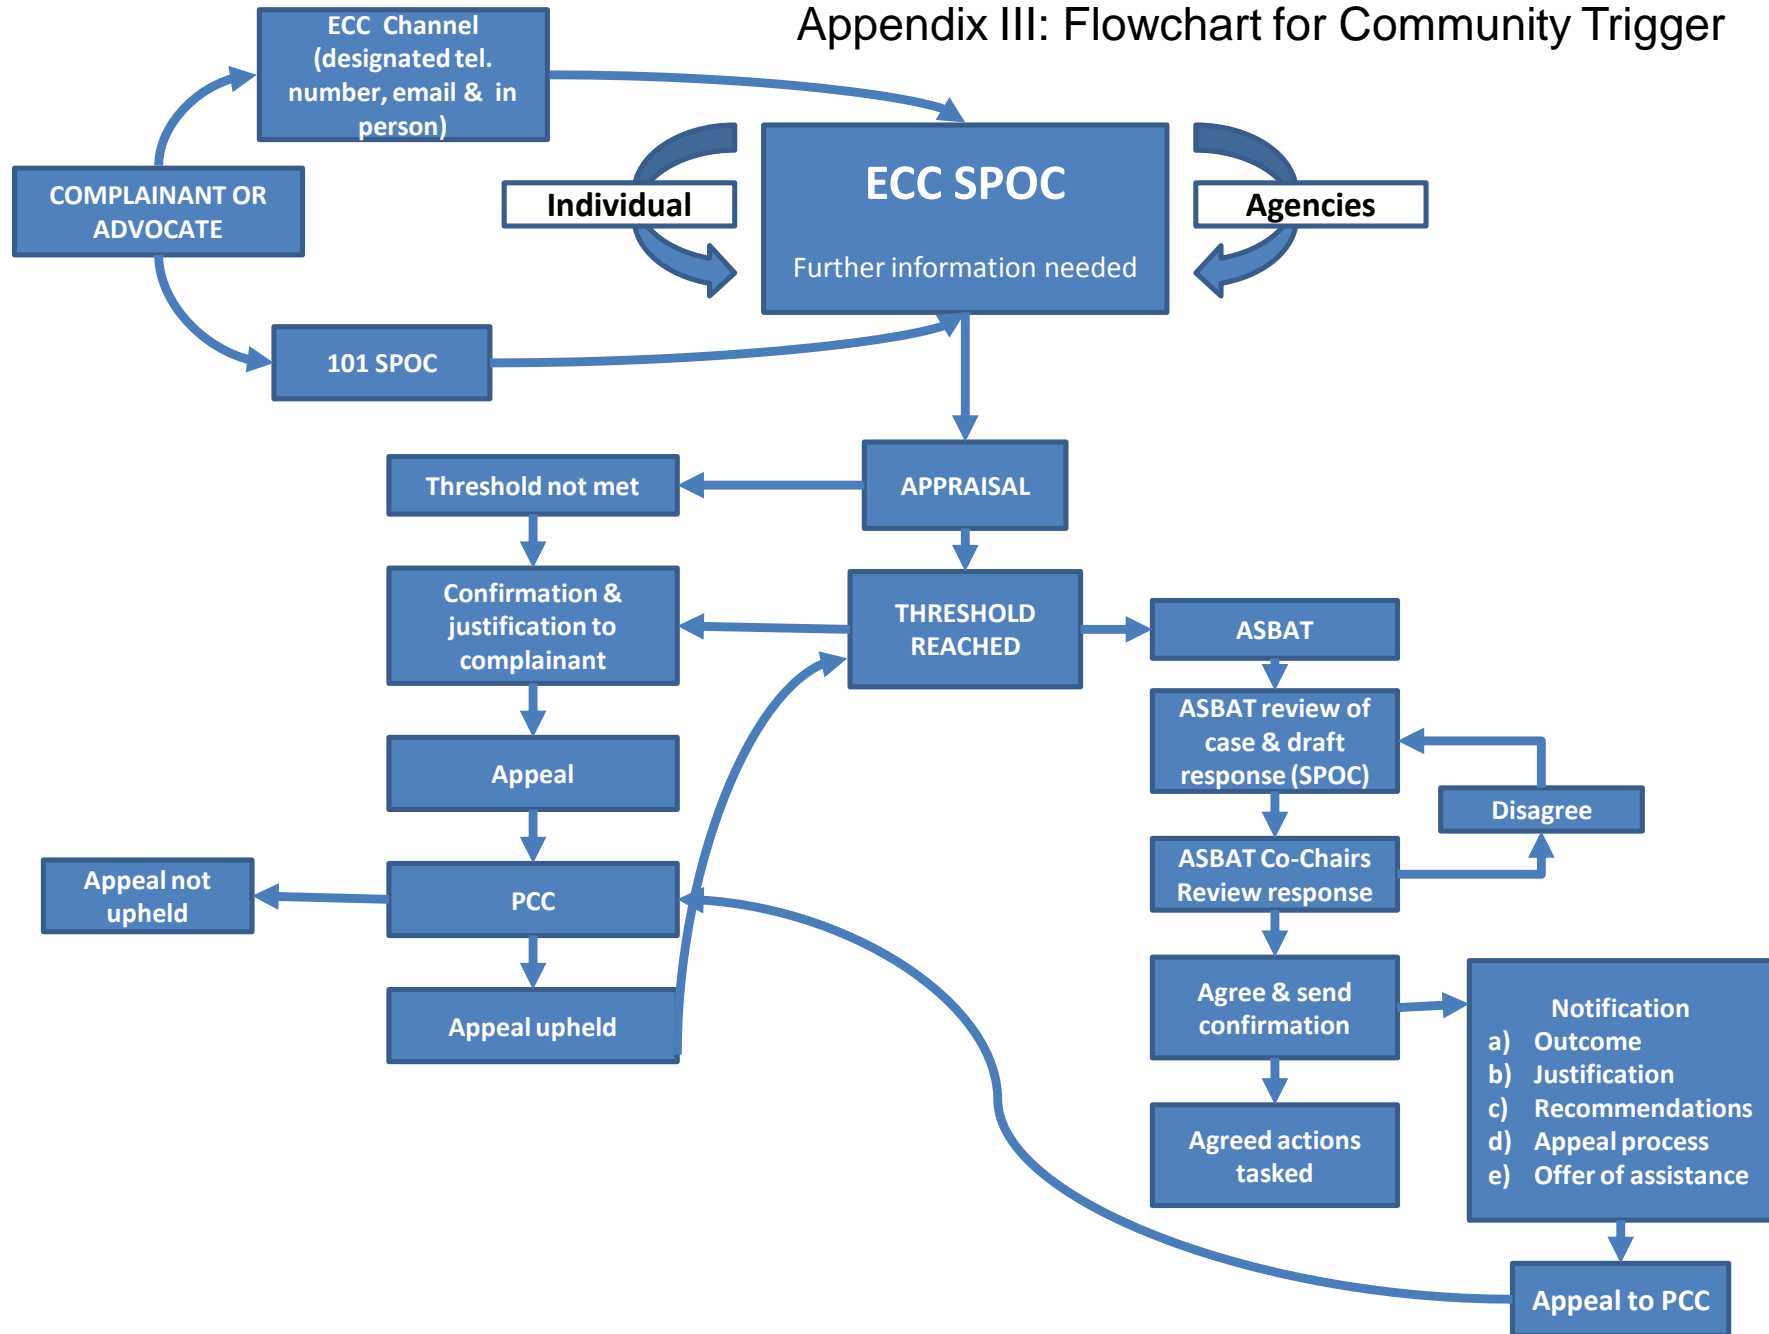 Appendix III: Flowchart for Community Trigger
ECC Channel
(designated tel.
number, email & in
person)
COMPLAINANT OR
ADVOCATE
101 SPOC
Individual
ECC SPOC
Further information needed
Agencies
APPRAISAL
Threshold not met
Confirmation &
justification to
complainant
THRESHOLD
REACHED
ASBAT
ASBAT review of
case & draft
response (SPOC)
Disagree
Appeal
ASBAT Co-Chairs
Review response
PCC
Appeal not
upheld
Appeal upheld
Agree & send
confirmation
Notification
a) Outcome
b) Justification
c) Recommendations
d) Appeal process
e) Offer of assistance
Agreed actions
tasked
Appeal to PCC